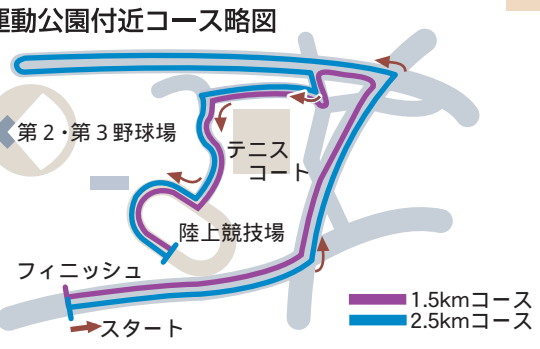 運動公園付近コース略図
第2・第3野球場
テニス
コート
陸上競技場
フィニッシュ
スタート
1.5kmコース
2.5kmコース